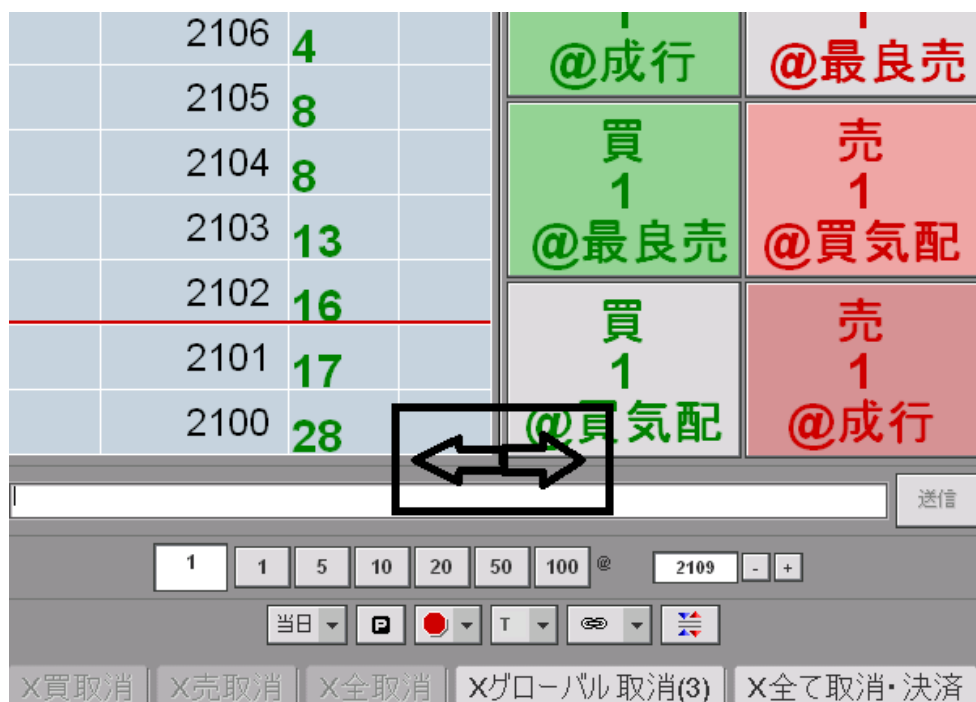 2106 4
2105 8
2104 8
2103 13
2102 16
2101 17
2100 28
@成行
@最良売
買
1
@最良売
売
1
@買気配
買
1
@買気配
売
1
@成行
送信
1 1 5 10 20 50 100 @ 2109 - +
当日 P T
X買取消 X売取消 X全取消 Xグローバル 取消(3) X全て取消・決済